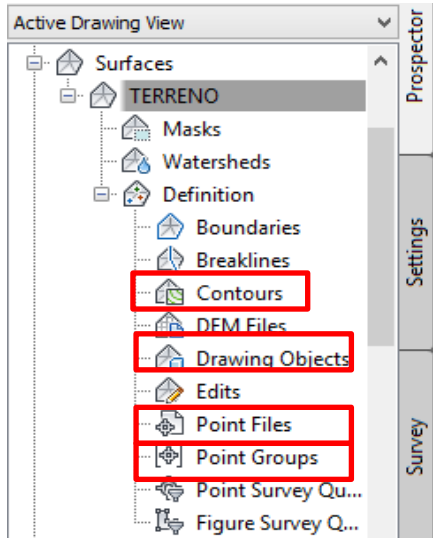 Active Drawing View
Surfaces
TERRENO
Masks
Watersheds
Definition
Boundaries
Breaklines
Contours
DEM Files
Drawing Objects
Edits
Point Files
Point Groups
Point Survey Qu...
Figure Survey Q...
Prospector
Settings
Survey